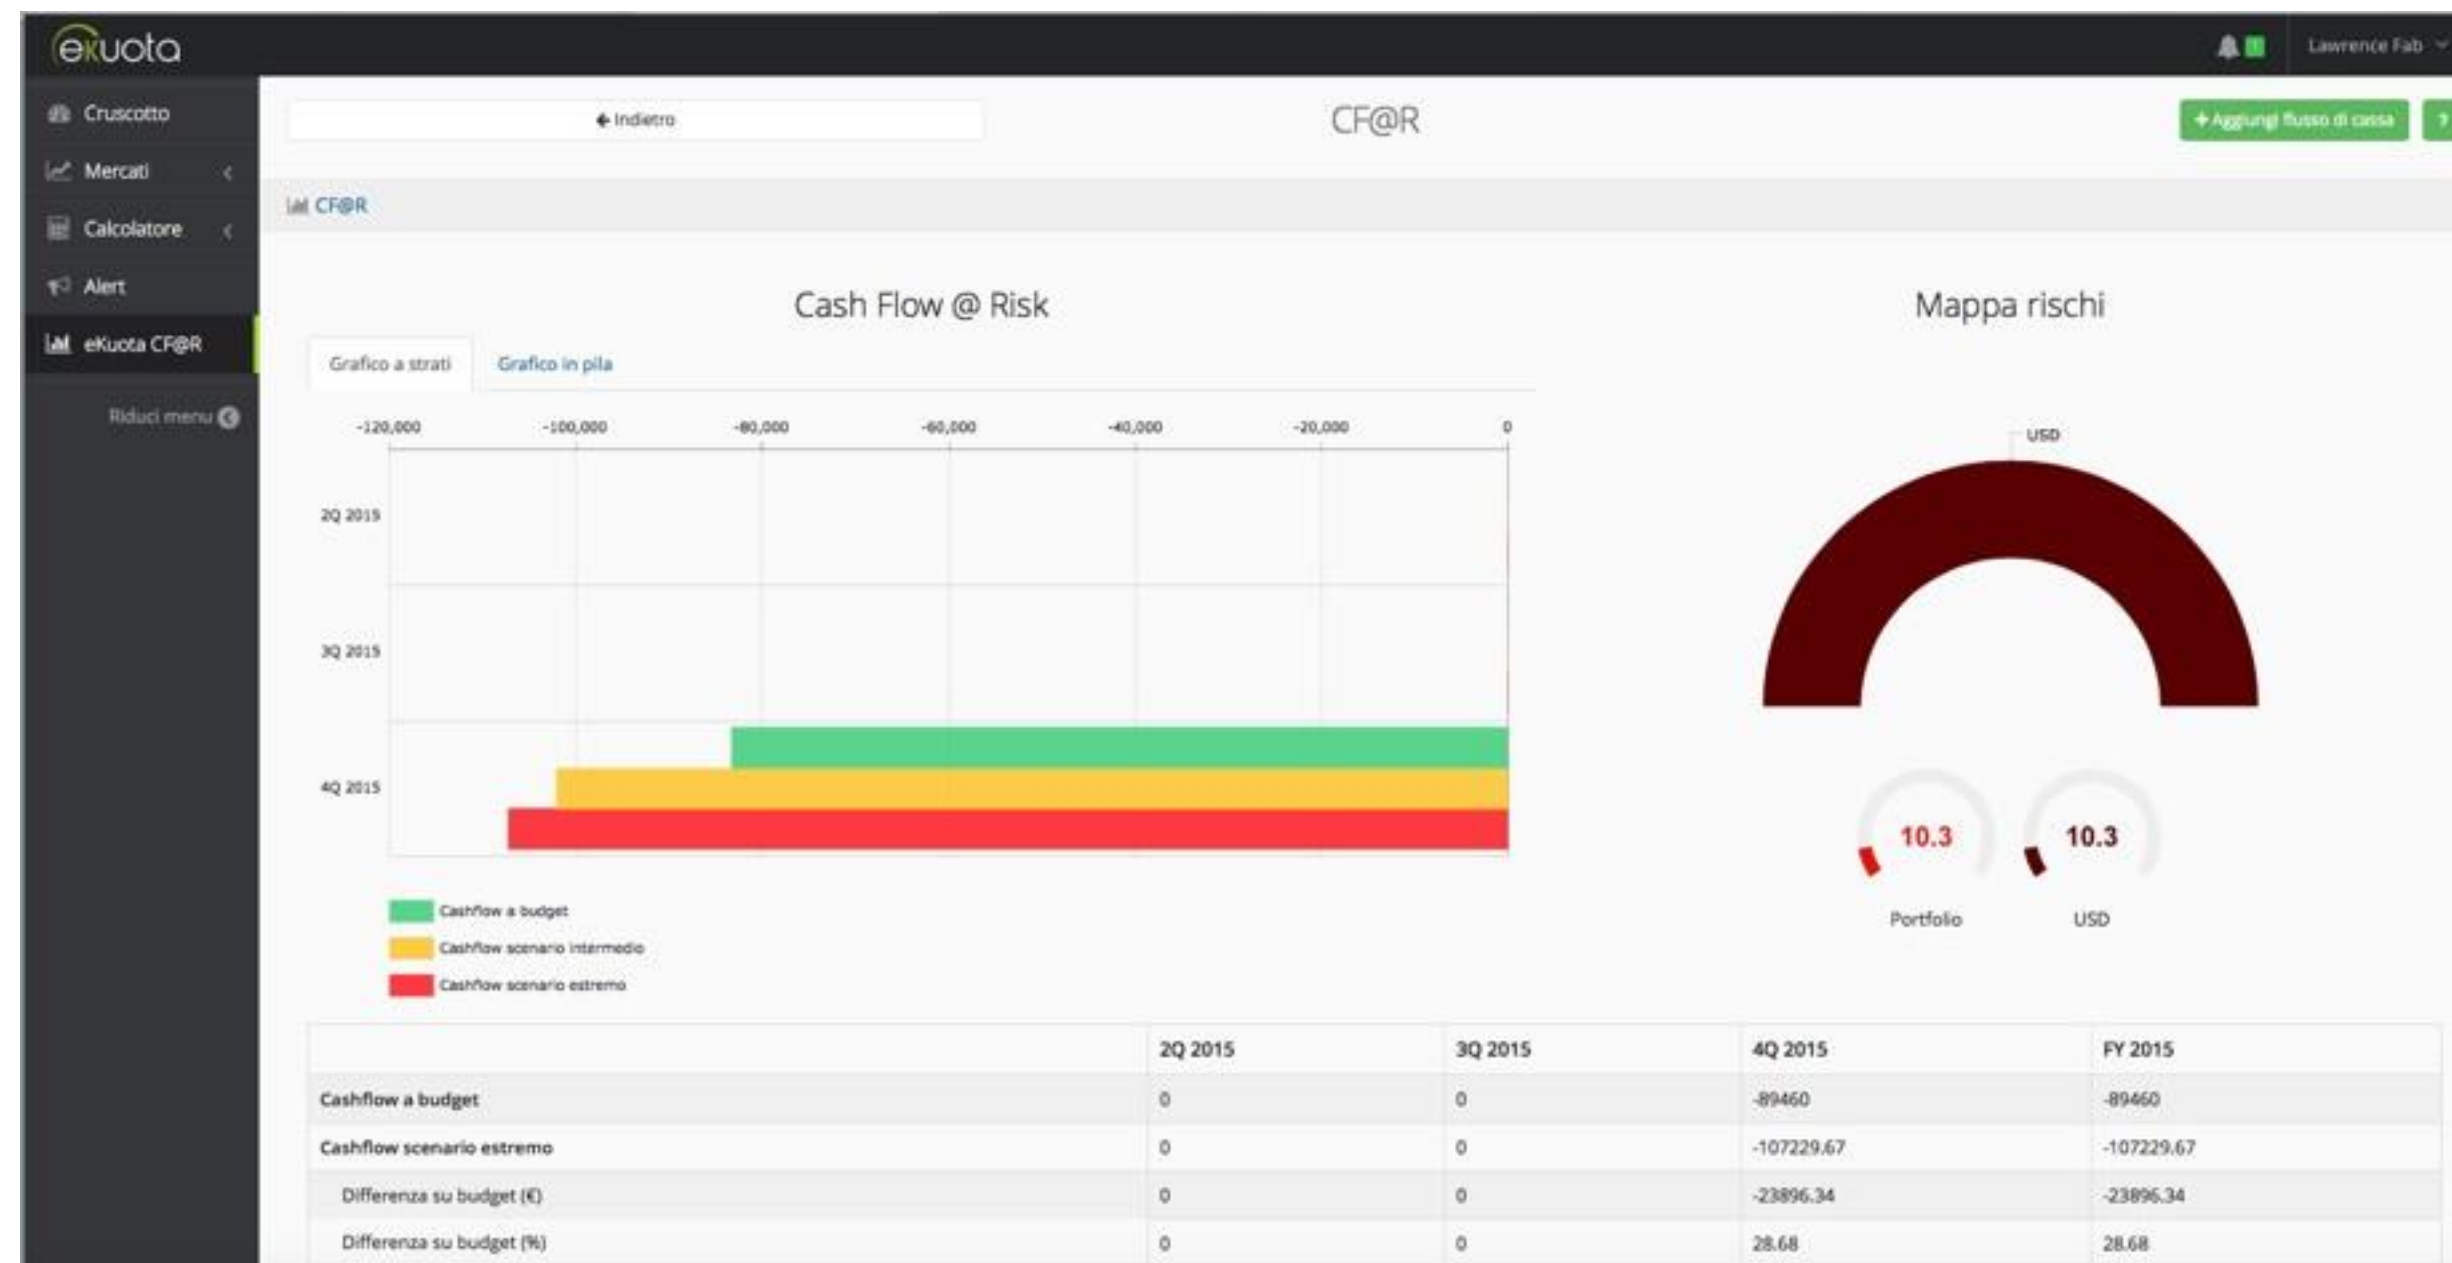 ekuota
Lawrence Fab
Cruscotto
Mercati
Calcolatore
Alert
eKuota CF@R
Riduci menu
Indietro
CF@R
+ Aggiungi flusso di cassa
?
CF@R
Cash Flow @ Risk
Grafico a strati
Grafico in pila
-120,000 -100,000 -80,000 -60,000 -40,000 -20,000 0
2Q 2015
3Q 2015
4Q 2015
Cashflow a budget
Cashflow scenario intermedio
Cashflow scenario estremo
Mappa rischi
USD
10.3
10.3
Portfolio
USD
2Q 2015 3Q 2015 4Q 2015 FY 2015
Cashflow a budget 0 0 -89460 -89460
Cashflow scenario estremo 0 0 -107229.67 -107229.67
Differenza su budget (€) 0 0 -23896.34 -23896.34
Differenza su budget (%) 0 0 28.68 28.68